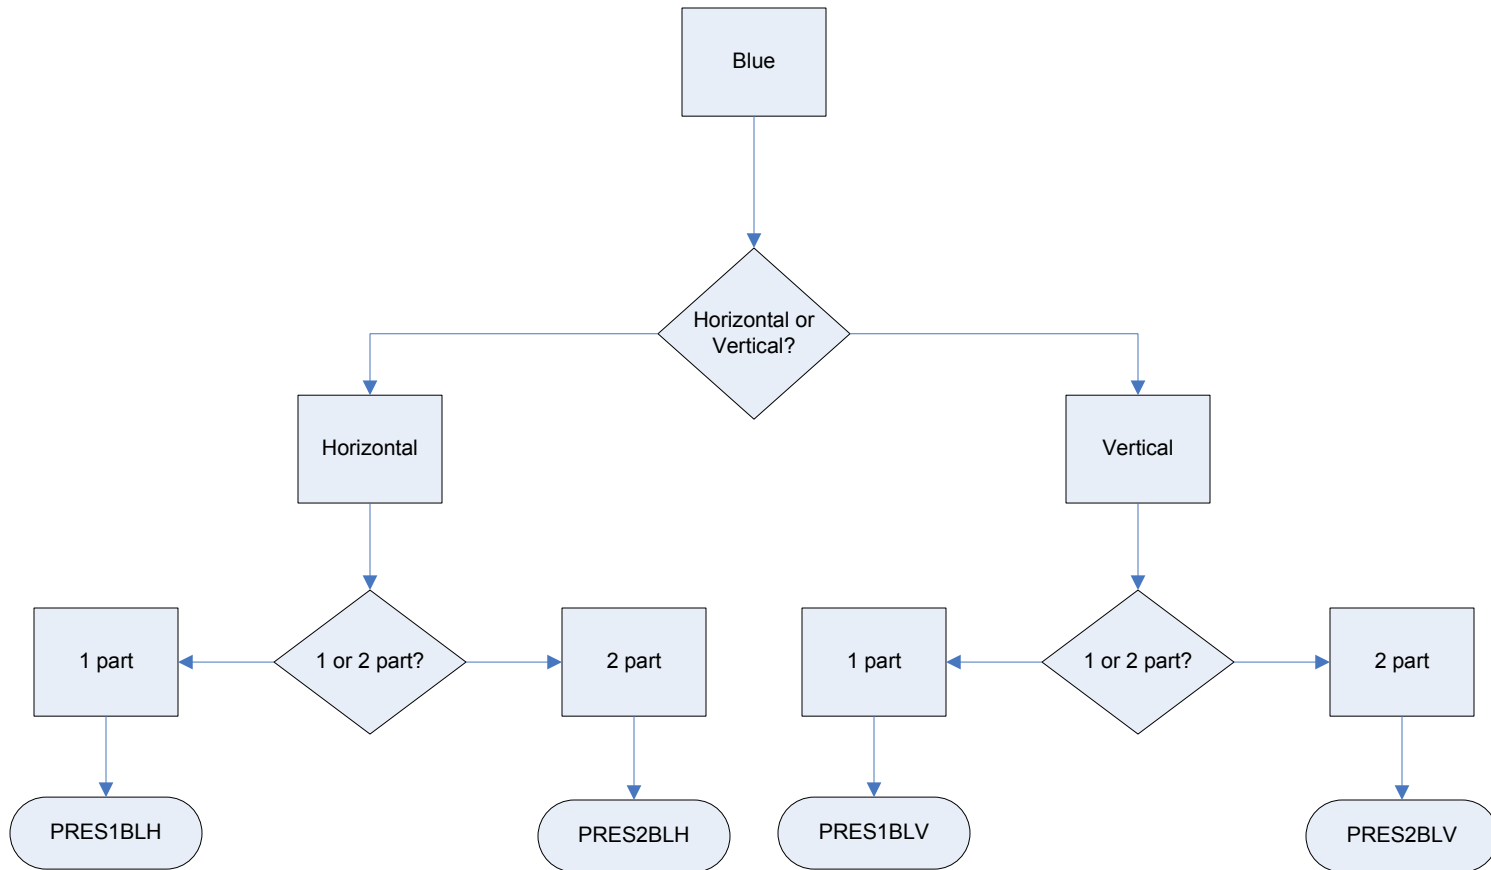 Blue
Horizontal or
Vertical?
Horizontal
Vertical
1 part
1 or 2 part?
2 part
1 part
1 or 2 part?
2 part
PRES1BLH
PRES2BLH
PRES1BLV
PRES2BLV